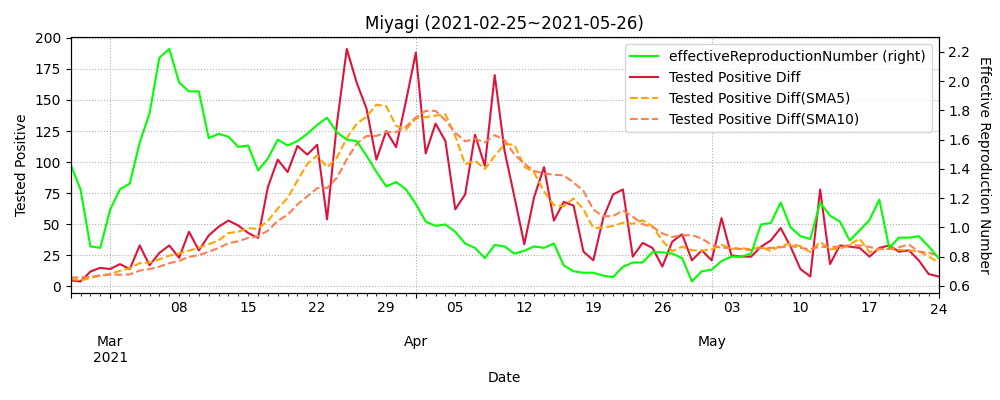 Miyagi (2021-02-25~2021-05-26)
effectiveReproductionNumber (right)
Tested Positive Diff
Tested Positive Diff(SMA5)
Tested Positive Diff(SMA10)
Tested Positive
200
175
150
125
100
75
50
25
0
2.2
2.0
1.8
1.6
1.4
1.2
1.0
0.8
0.6
Effective Reproduction Number
08 15 22 29 05 12 19 26 03 10 17 24
Mar Apr May
2021
Date